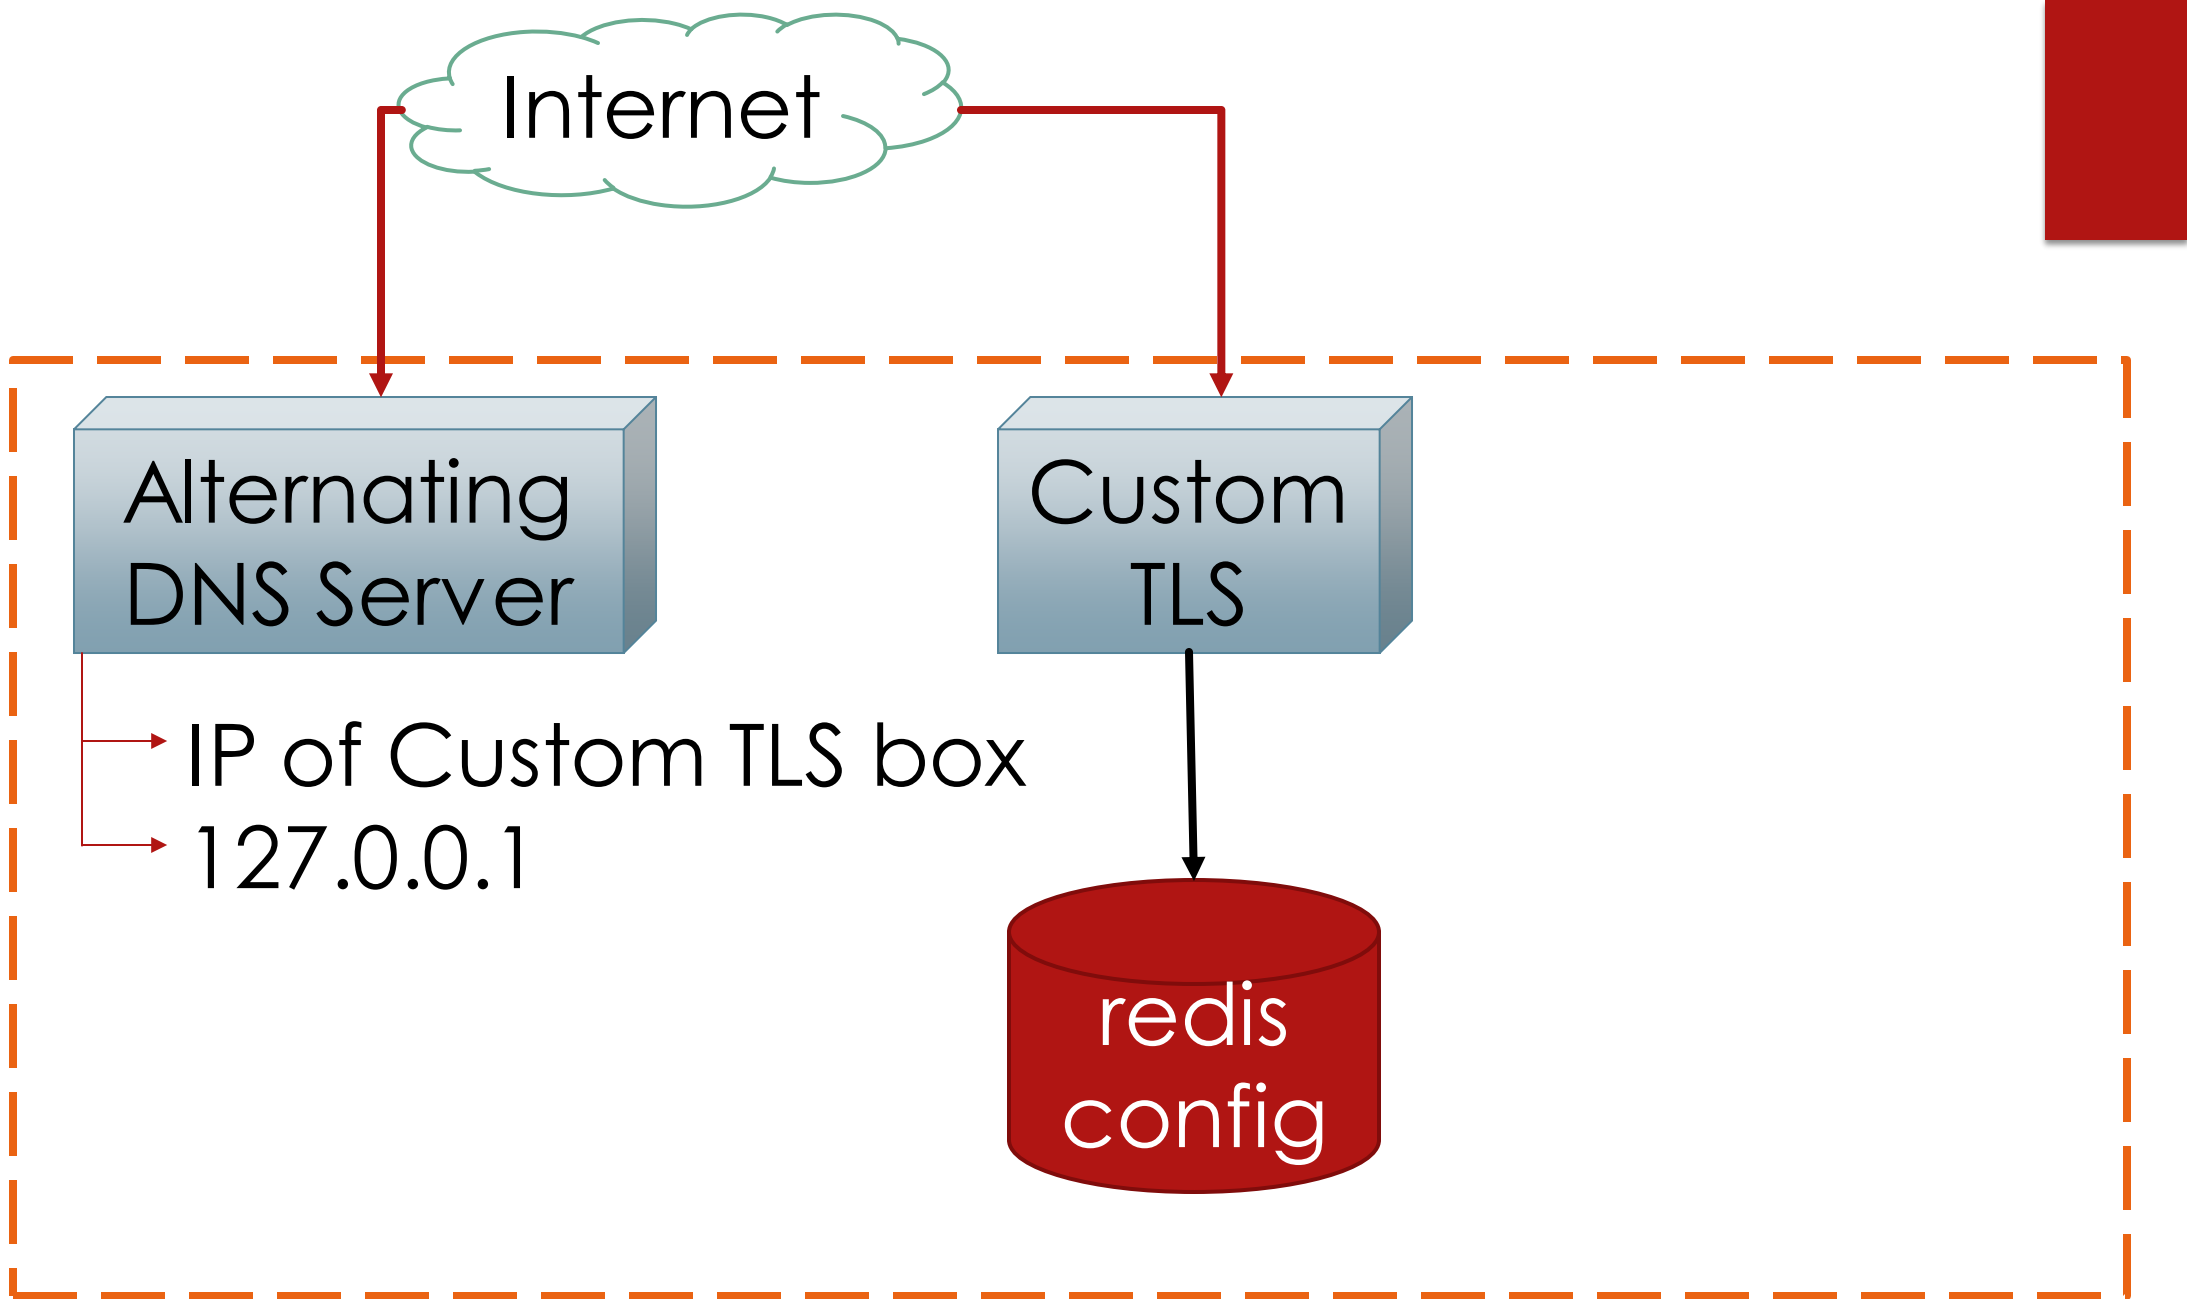 Internet
Alternating
DNS Server
Custom
TLS
IP of Custom TLS box
127.0.0.1
redis
config